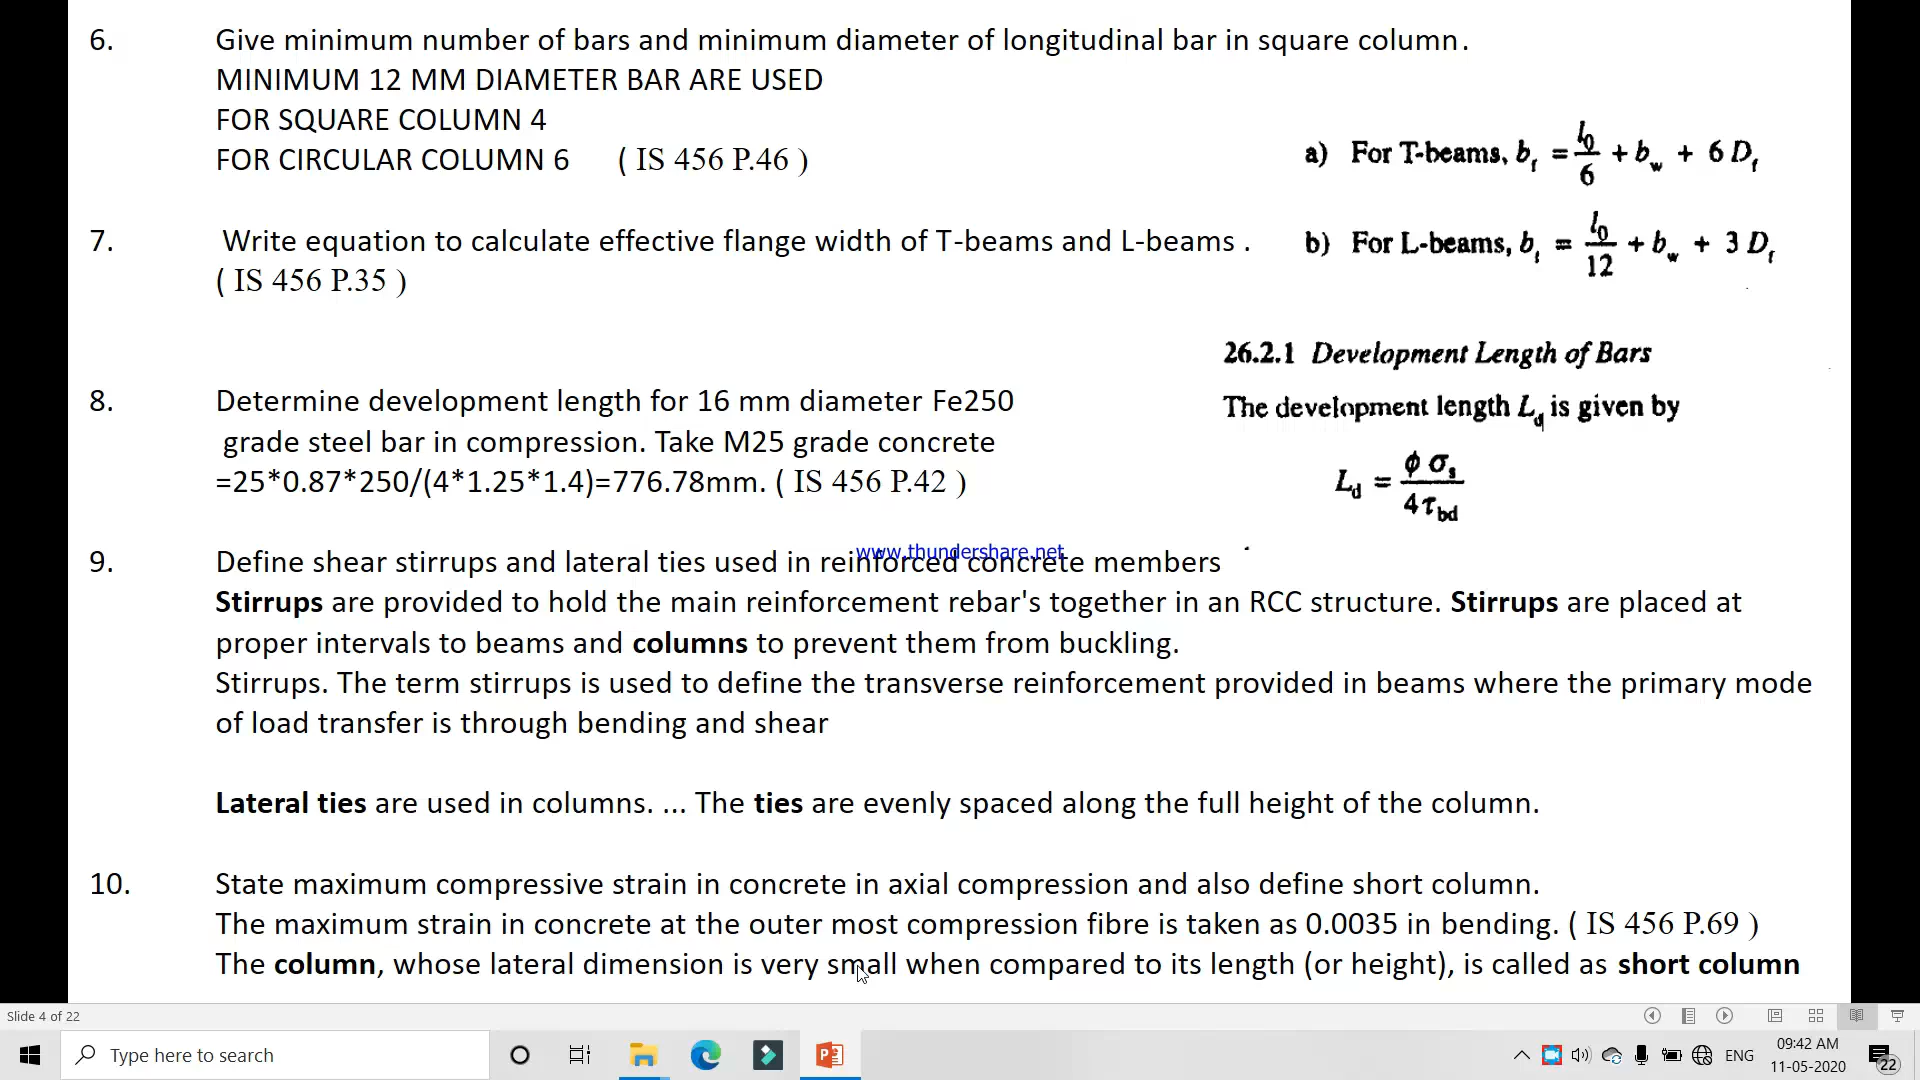 6. Give minimum number of bars and minimum diameter of longitudinal bar in square column.
MINIMUM 12 MM DIAMETER BAR ARE USED
FOR SQUARE COLUMN 4
FOR CIRCULAR COLUMN 6 ( IS 456 P.46 )
a) For T-beams, b_f = l_0/6 + b_w + 6 D_f
7. Write equation to calculate effective flange width of T-beams and L-beams .
( IS 456 P.35 )
b) For L-beams, b_f = l_0/12 + b_w + 3 D_f
26.2.1 Development Length of Bars
The development length L_d is given by
L_d = φ σ_s / 4 τ_bd
8. Determine development length for 16 mm diameter Fe250
grade steel bar in compression. Take M25 grade concrete
=25*0.87*250/(4*1.25*1.4)=776.78mm. ( IS 456 P.42 )
www.thundershare.net
9. Define shear stirrups and lateral ties used in reinforced concrete members
Stirrups are provided to hold the main reinforcement rebar's together in an RCC structure. Stirrups are placed at
proper intervals to beams and columns to prevent them from buckling.
Stirrups. The term stirrups is used to define the transverse reinforcement provided in beams where the primary mode
of load transfer is through bending and shear
Lateral ties are used in columns. ... The ties are evenly spaced along the full height of the column.
10. State maximum compressive strain in concrete in axial compression and also define short column.
The maximum strain in concrete at the outer most compression fibre is taken as 0.0035 in bending. ( IS 456 P.69 )
The column, whose lateral dimension is very small when compared to its length (or height), is called as short column
Slide 4 of 22
Type here to search
ENG
09:42 AM
11-05-2020
22